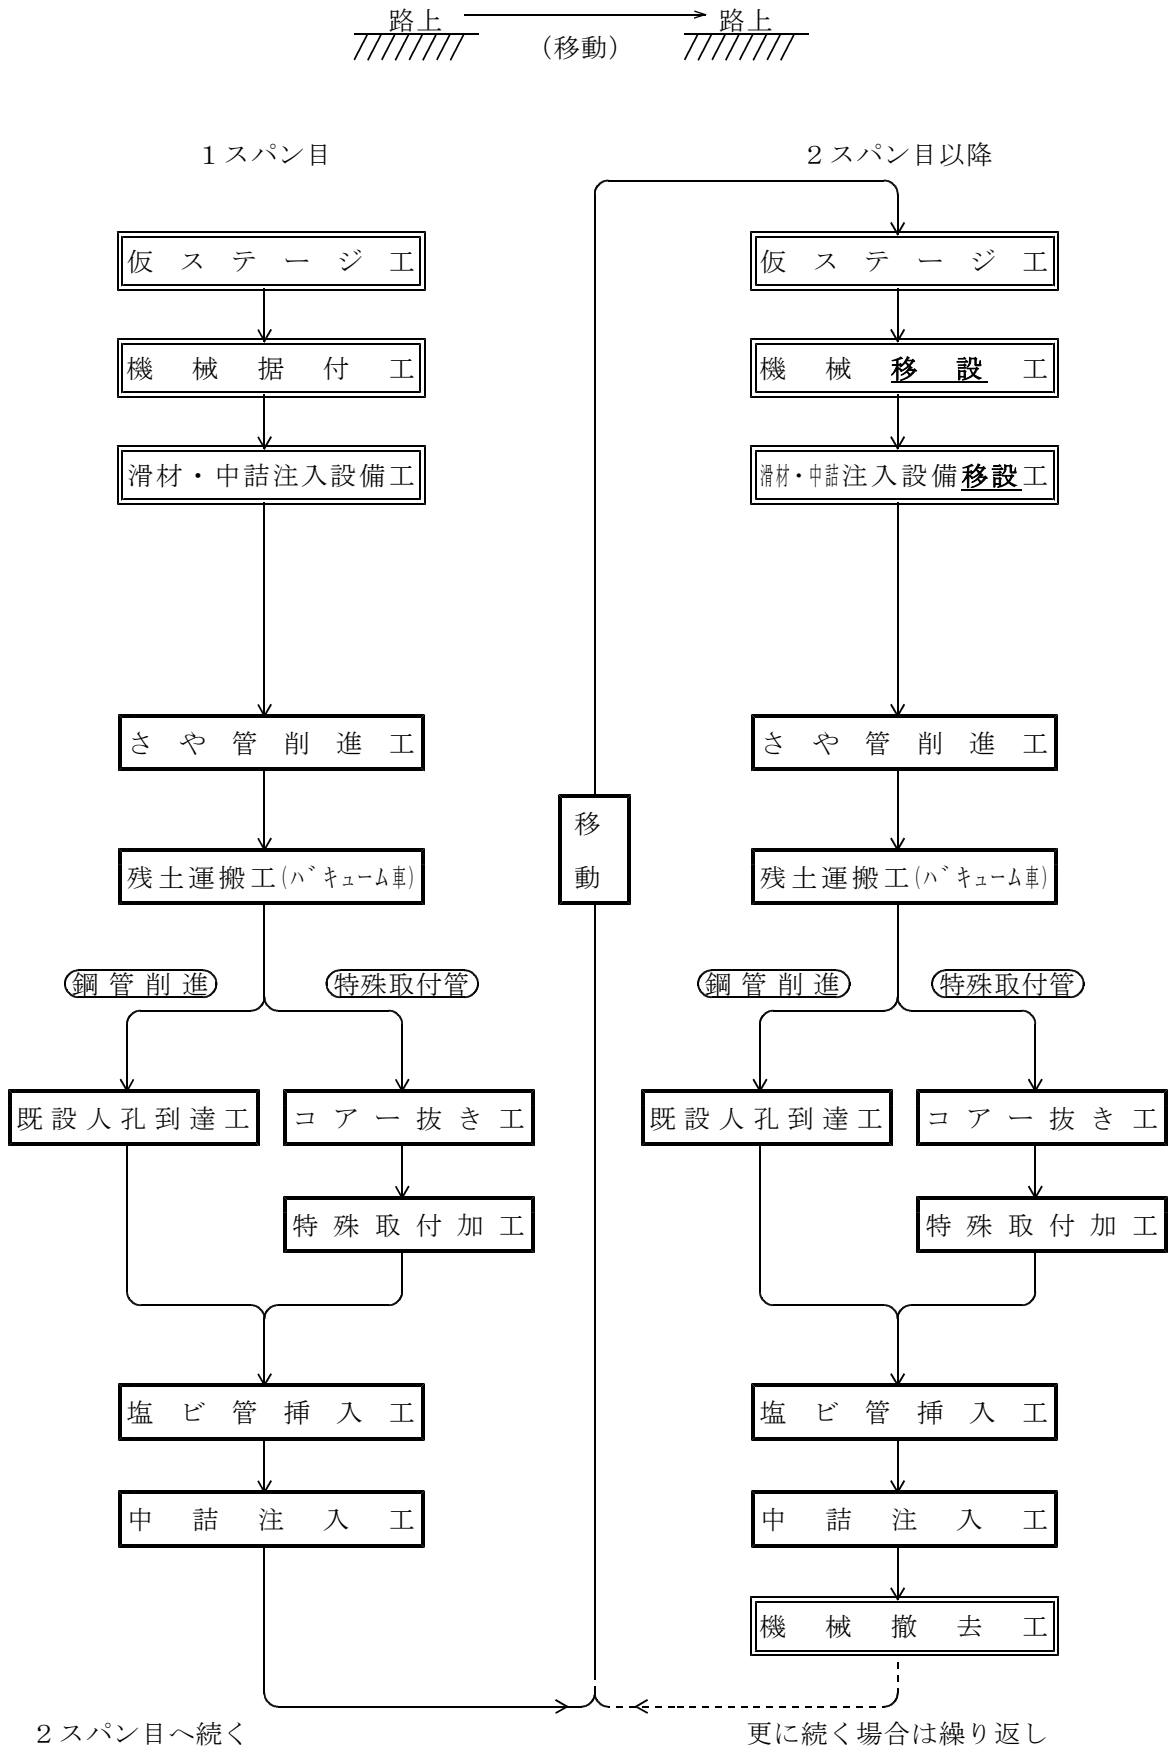 路上 路上
(移動)
１スパン目
２スパン目以降
仮ステージ工
機械据付工
滑材・中詰注入設備工
さや管削進工
残土運搬工(バキューム車)
鋼管削進
特殊取付管
既設人孔到達工
コアー抜き工
特殊取付加工
塩ビ管挿入工
中詰注入工
２スパン目へ続く
移
動
仮ステージ工
機械移設工
滑材・中詰注入設備移設工
さや管削進工
残土運搬工(バキューム車)
鋼管削進
特殊取付管
既設人孔到達工
コアー抜き工
特殊取付加工
塩ビ管挿入工
中詰注入工
機械撤去工
更に続く場合は繰り返し